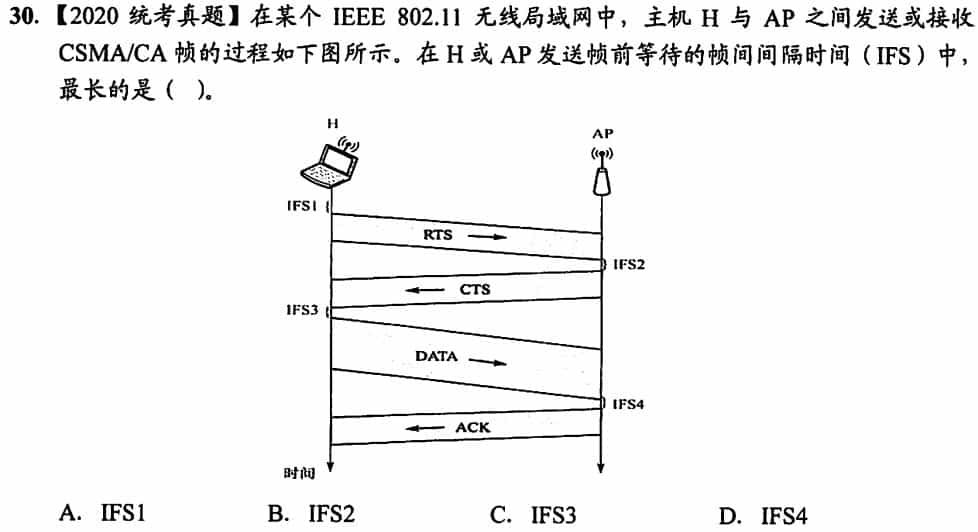 30.【2020 统考真题】在某个 IEEE 802.11 无线局域网中，主机 H 与 AP 之间发送或接收
CSMA/CA 帧的过程如下图所示。在 H 或 AP 发送帧前等待的帧间间隔时间（IFS）中，
最长的是（ ）。
H
AP
IFS1
RTS
IFS2
CTS
IFS3
DATA
IFS4
ACK
时间
A. IFS1 B. IFS2 C. IFS3 D. IFS4